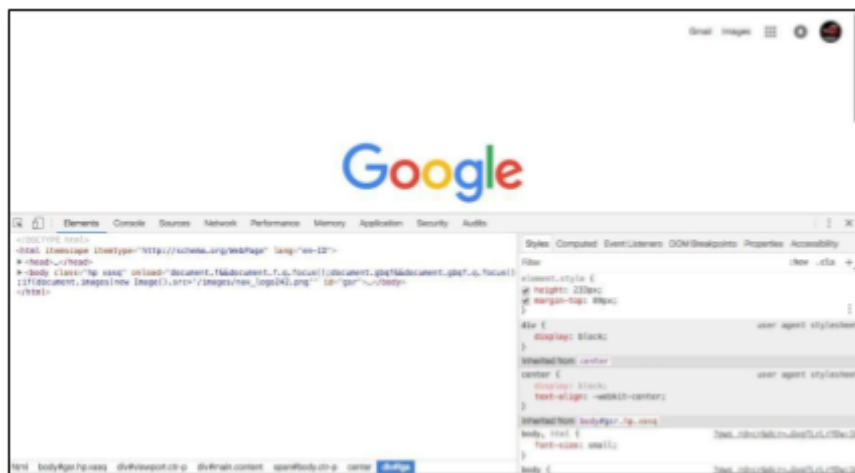 Gmail Images
Google
Elements Console Sources Network Performance Memory Application Security Audits
<!DOCTYPE html>
<html itemscope itemtype="http://schema.org/WebPage" lang="en-ID">
▶<head>…</head>
▶<body class="hp vasq" onload="document.f&&document.f.q.focus();document.gbqf&&document.gbqf.q.focus()
;if(document.images)new Image().src='/images/nav_logo242.png'" id="gsr">…</body>
</html>
html body#gsr.hp.vasq div#viewport.ctr-p div#main.content span#body.ctr-p center div#lga
Styles Computed Event Listeners DOM Breakpoints Properties Accessibility
Filter :hov .cls +
element.style {
height: 233px;
margin-top: 89px;
}
div { user agent stylesheet
display: block;
}
Inherited from center
center { user agent stylesheet
display: block;
text-align: -webkit-center;
}
Inherited from body#gsr.hp.vasq
body, html {
font-size: small;
}
body {